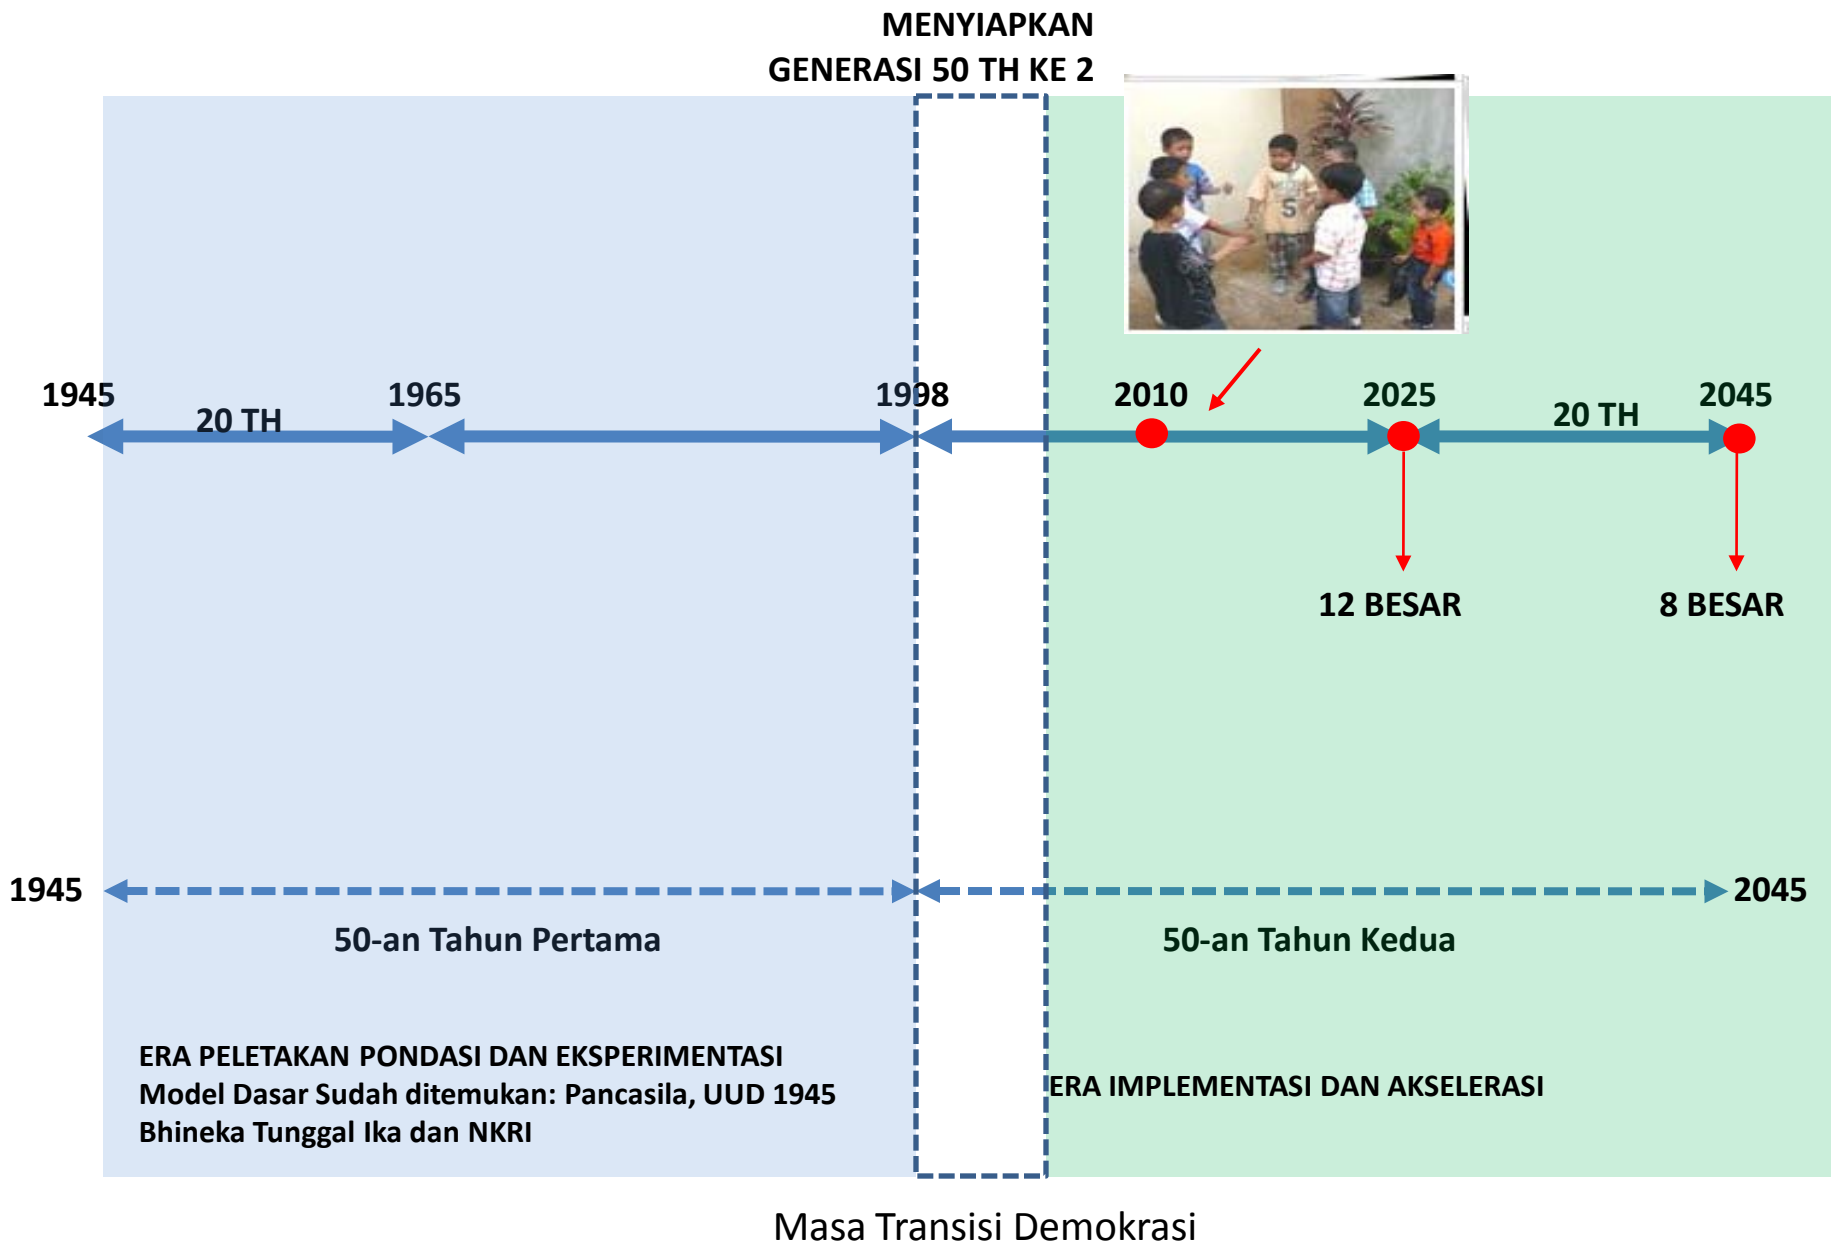 MENYIAPKAN
GENERASI 50 TH KE 2
5
1945
1965
1998
2010
2025
2045
20 TH
20 TH
12 BESAR
8 BESAR
1945
2045
50-an Tahun Pertama
50-an Tahun Kedua
ERA PELETAKAN PONDASI DAN EKSPERIMENTASI
Model Dasar Sudah ditemukan: Pancasila, UUD 1945
Bhineka Tunggal Ika dan NKRI
ERA IMPLEMENTASI DAN AKSELERASI
Masa Transisi Demokrasi